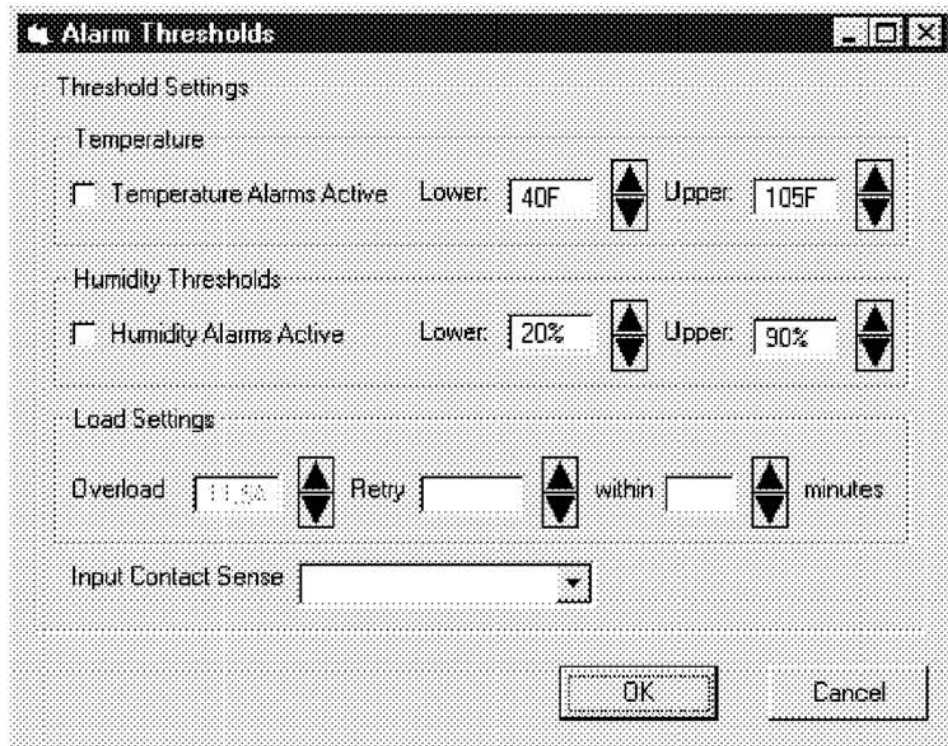 Alarm Thresholds
Threshold Settings
Temperature
Temperature Alarms Active Lower: 40F Upper: 105F
Humidity Thresholds
Humidity Alarms Active Lower: 20% Upper: 90%
Load Settings
Overload Retry within minutes
Input Contact Sense
OK Cancel